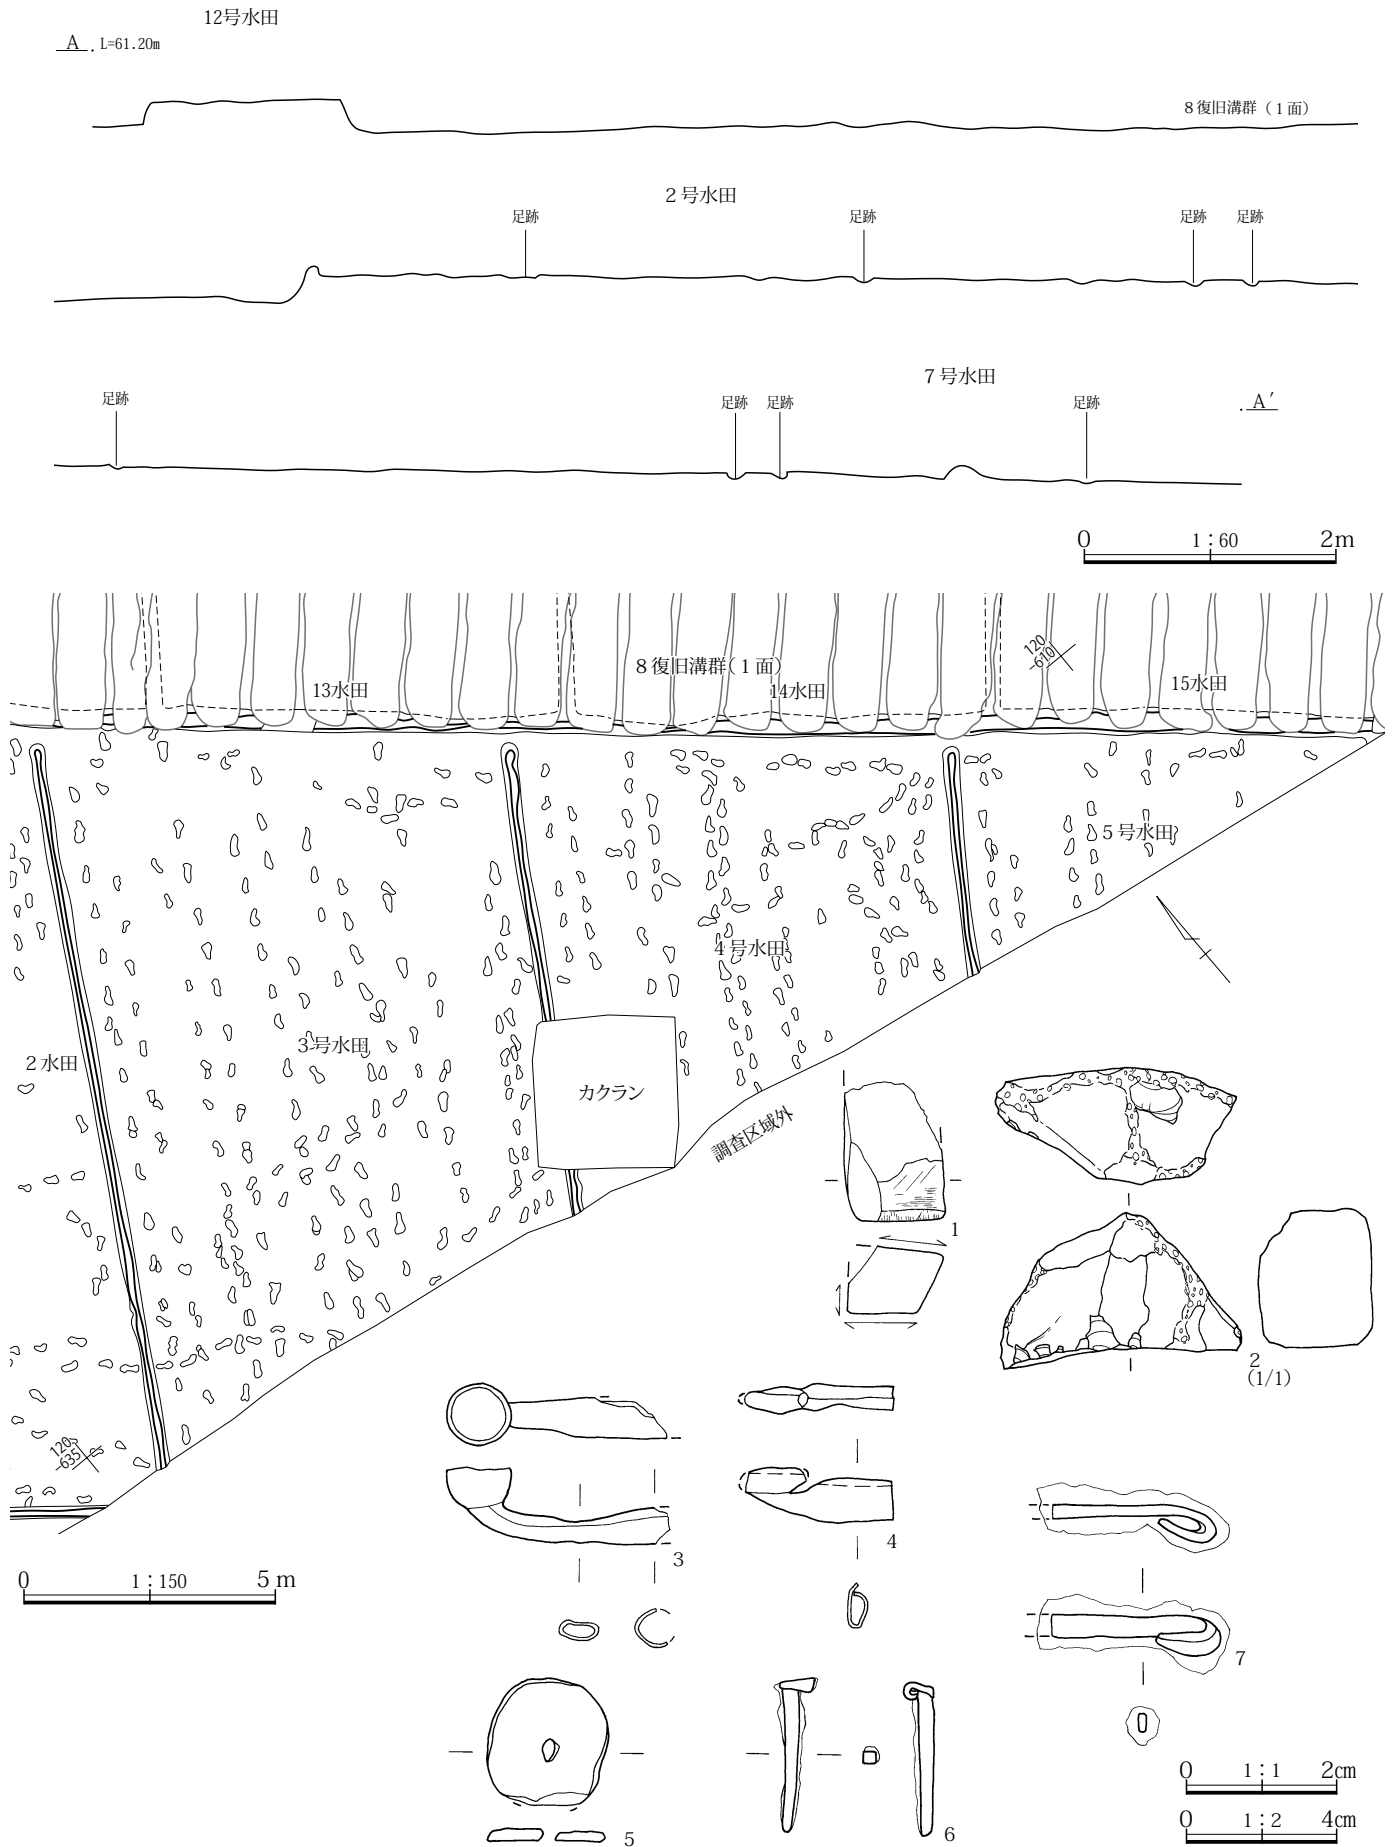 12号水田
A . L=61.20m
8復旧溝群（1面）
2号水田
足跡 足跡 足跡 足跡
7号水田
足跡 足跡 足跡 足跡
. A′
0 1：60 2m
120
-610
8復旧溝群（1面）
13水田 14水田 15水田
5号水田
4号水田
3号水田
2水田
カクラン
調査区域外
1
2
(1/1)
120
-635
3
4
0 1：150 5m
7
5
6
0 1：1 2cm
0 1：2 4cm